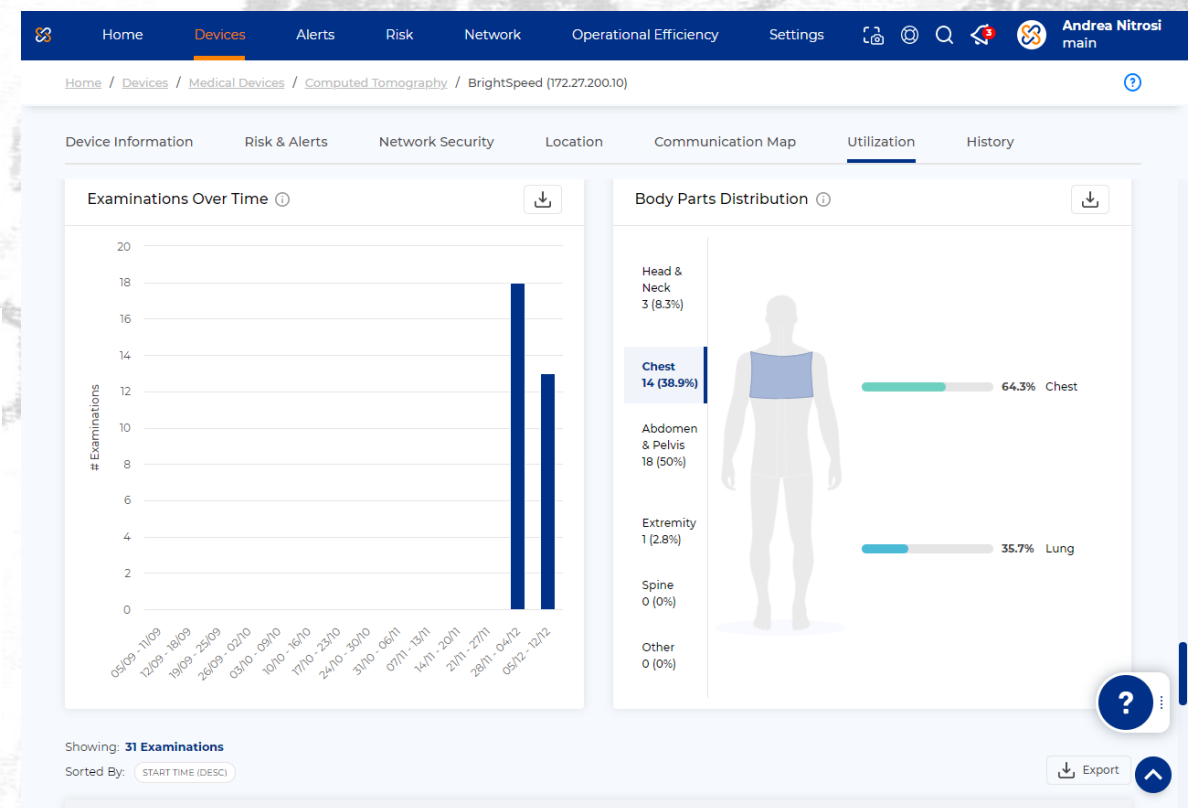 Home Devices Alerts Risk Network Operational Efficiency Settings 3 Andrea Nitrosi
main
Home / Devices / Medical Devices / Computed Tomography / BrightSpeed (172.27.200.10) ?
Device Information Risk & Alerts Network Security Location Communication Map Utilization History
Examinations Over Time
20
18
16
14
12
10
8
6
4
2
0
# Examinations
05/09 - 11/09
12/09 - 18/09
19/09 - 25/09
26/09 - 02/10
03/10 - 09/10
10/10 - 16/10
17/10 - 23/10
24/10 - 30/10
31/10 - 06/11
07/11 - 13/11
14/11 - 20/11
21/11 - 27/11
28/11 - 04/12
05/12 - 12/12
Body Parts Distribution
Head &
Neck
3 (8.3%)
Chest
14 (38.9%)
Abdomen
& Pelvis
18 (50%)
Extremity
1 (2.8%)
Spine
0 (0%)
Other
0 (0%)
64.3% Chest
35.7% Lung
?
Showing: 31 Examinations
Sorted By: START TIME (DESC)
Export